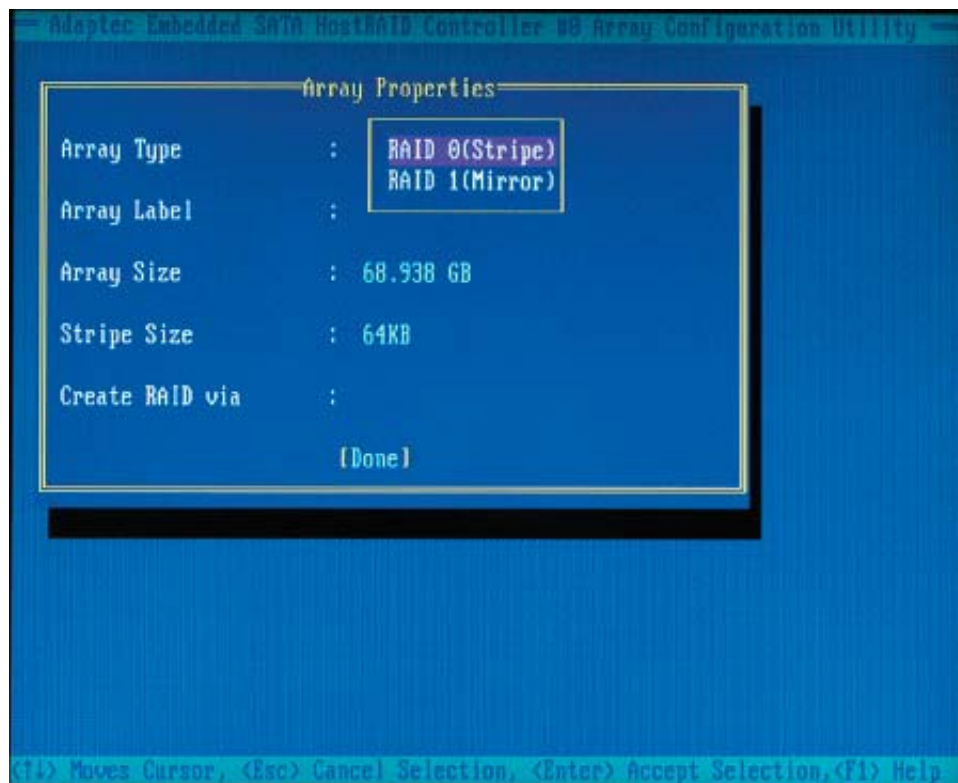 Adaptec Embedded SATA HostRAID Controller #0 Array Configuration Utility
Array Properties
Array Type : RAID 0(Stripe)
RAID 1(Mirror)
Array Label :
Array Size : 68.938 GB
Stripe Size : 64KB
Create RAID via :
[Done]
<↑↓> Moves Cursor, <Esc> Cancel Selection, <Enter> Accept Selection,<F1> Help